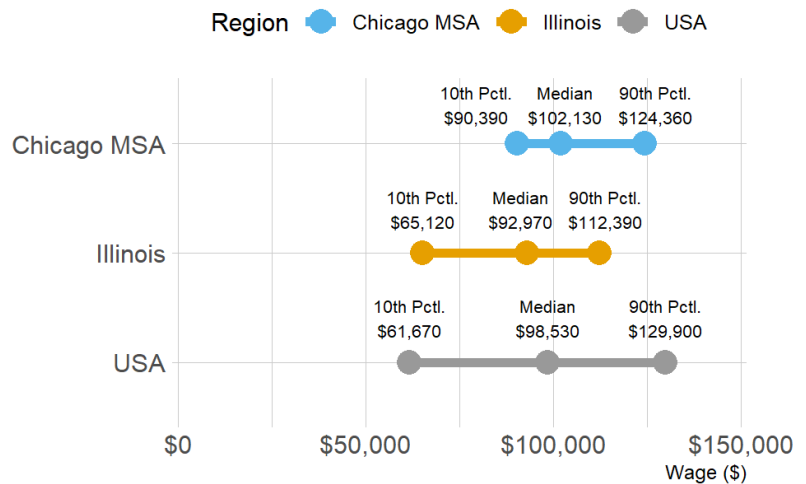 Region Chicago MSA Illinois USA
10th Pctl. Median 90th Pctl.
$90,390 $102,130 $124,360
Chicago MSA
10th Pctl. Median 90th Pctl.
$65,120 $92,970 $112,390
Illinois
10th Pctl. Median 90th Pctl.
$61,670 $98,530 $129,900
USA
$0 $50,000 $100,000 $150,000
Wage ($)